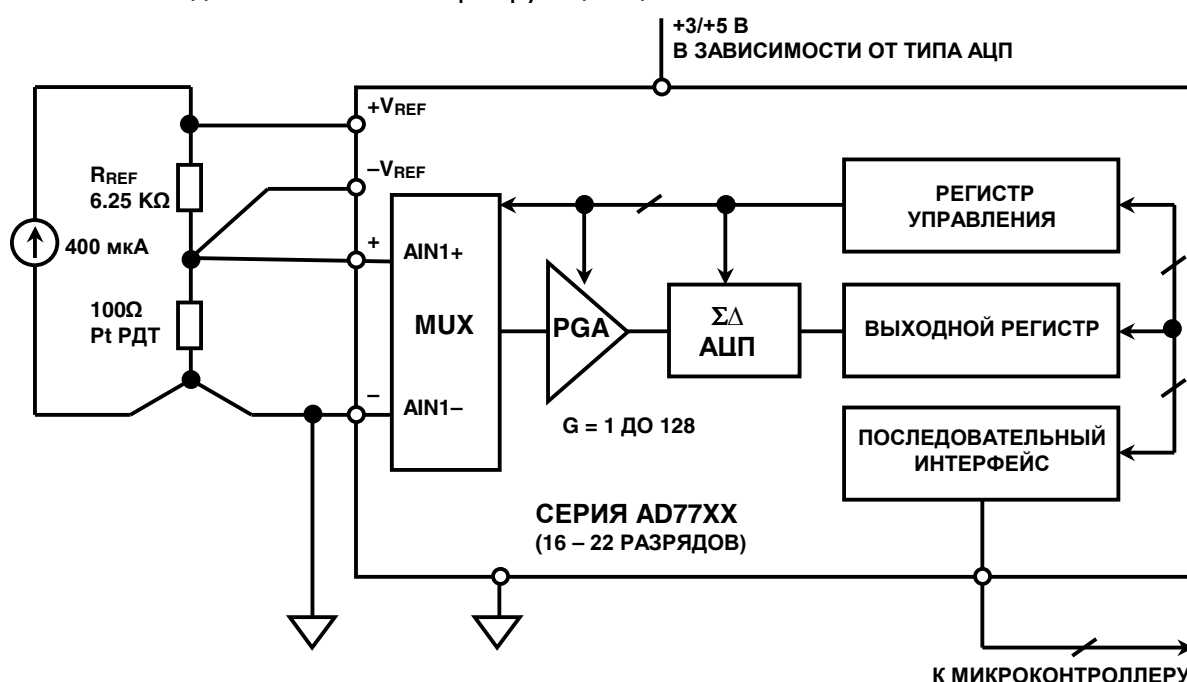 +3/+5 В
В ЗАВИСИМОСТИ ОТ ТИПА АЦП
+VREF
–VREF
RREF
6.25 KΩ
400 мкА
100Ω
Pt РДТ
+
AIN1+
MUX
–
AIN1–
PGA
G = 1 ДО 128
ΣΔ
АЦП
РЕГИСТР
УПРАВЛЕНИЯ
ВЫХОДНОЙ РЕГИСТР
ПОСЛЕДОВАТЕЛЬНЫЙ
ИНТЕРФЕЙС
СЕРИЯ AD77XX
(16 – 22 РАЗРЯДОВ)
К МИКРОКОНТРОЛЛЕРУ